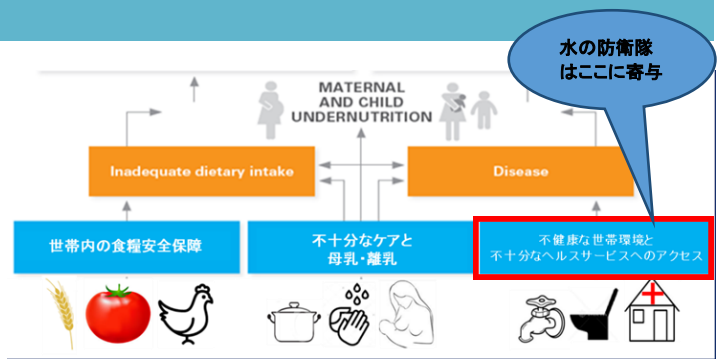 水の防衛隊
はここに寄与
MATERNAL
AND CHILD
UNDERNUTRITION
Inadequate dietary intake
Disease
世帯内の食糧安全保障
不十分なケアと
母乳・離乳
不健康な世帯環境と
不十分なヘルスサービスへのアクセス